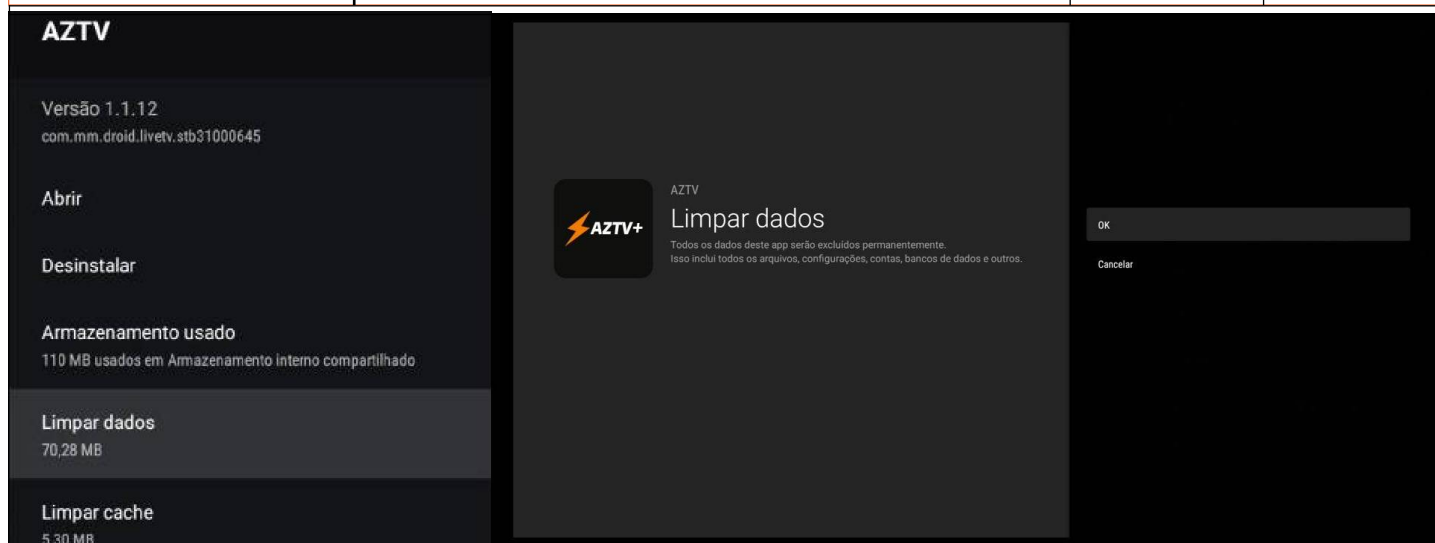 AZTV
Versão 1.1.12
com.mm.droid.livetv.stb31000645
Abrir
Desinstalar
Armazenamento usado
110 MB usados em Armazenamento interno compartilhado
Limpar dados
70,28 MB
Limpar cache
5,30 MB
AZTV+
AZTV
Limpar dados
Todos os dados deste app serão excluídos permanentemente.
Isso inclui todos os arquivos, configurações, contas, bancos de dados e outros.
OK
Cancelar